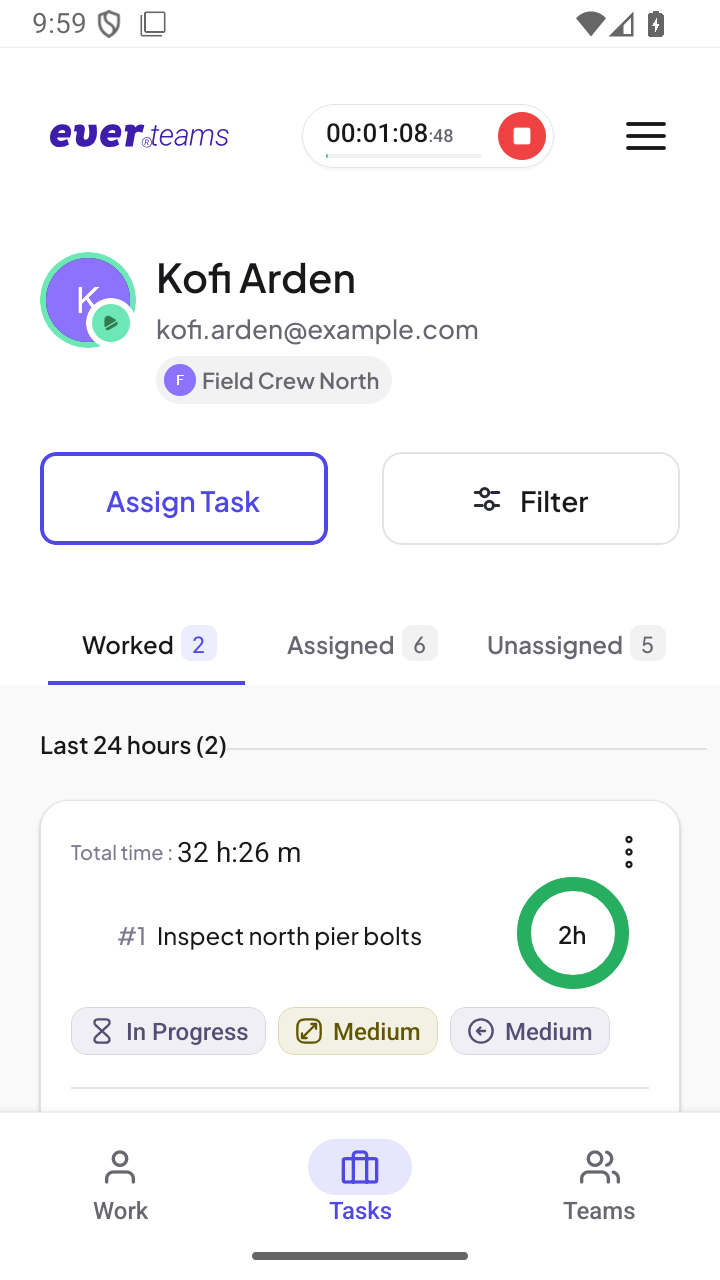 9:59
ever® teams
00:01:08:48
K
Kofi Arden
kofi.arden@example.com
F Field Crew North
Assign Task
Filter
Worked 2
Assigned 6
Unassigned 5
Last 24 hours (2)
Total time : 32 h:26 m
#1 Inspect north pier bolts
2h
In Progress
Medium
Medium
Work
Tasks
Teams